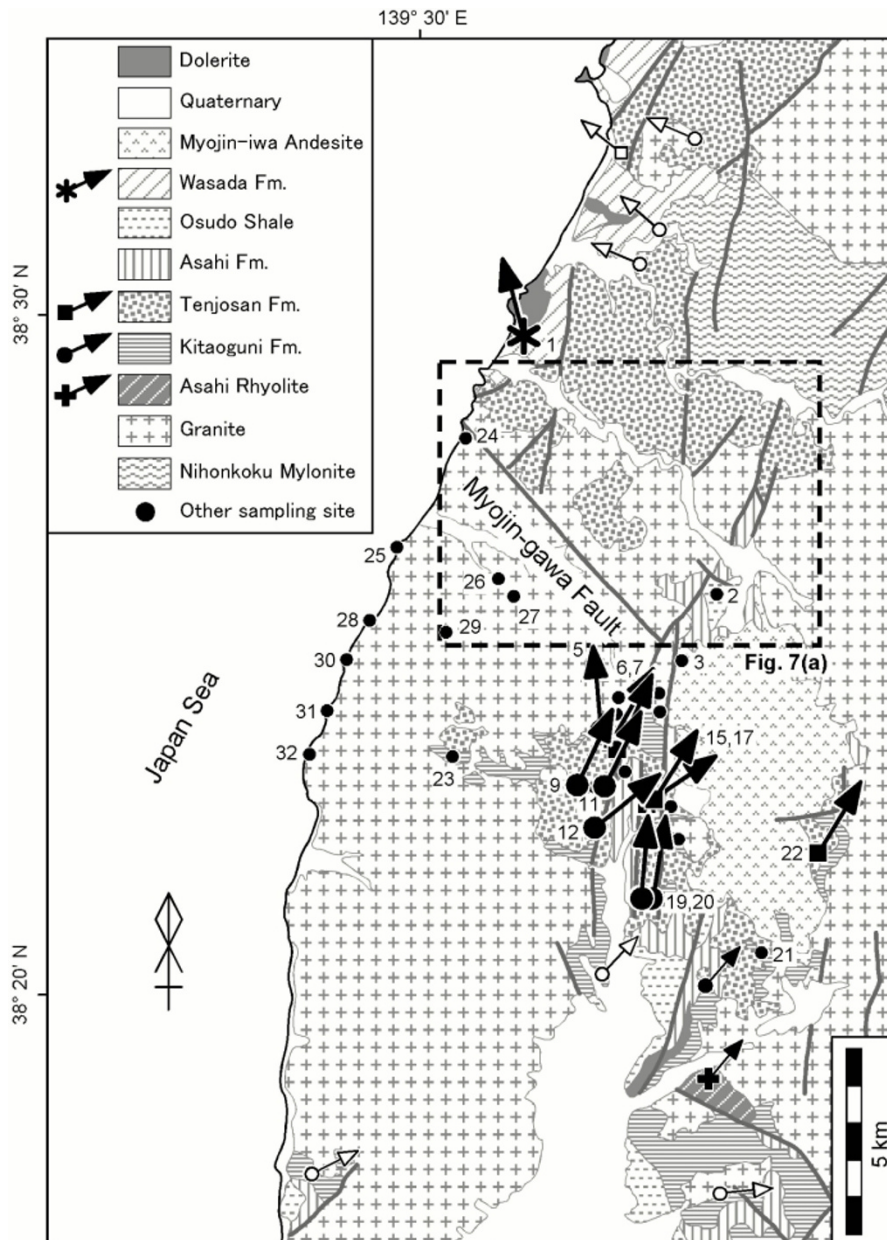 139° 30' E
Dolerite
Quaternary
Myojin-iwa Andesite
Wasada Fm.
Osudo Shale
Asahi Fm.
Tenjosan Fm.
Kitaoguni Fm.
Asahi Rhyolite
Granite
Nihonkoku Mylonite
Other sampling site
38° 30' N
1
24
Myojin-gawa Fault
25
26
27
2
28
29
5
3
Fig. 7(a)
30
6,7
31
15,17
32
23
9
11
12
22
19,20
21
Japan Sea
38° 20' N
5 km